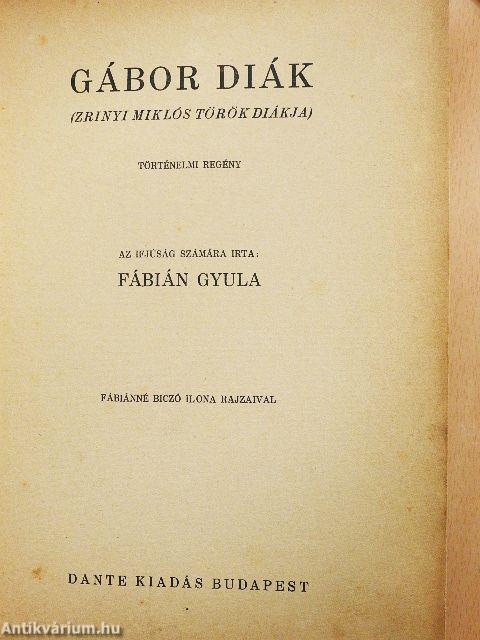 GÁBOR DIÁK
(ZRINYI MIKLÓS TÖRÖK DIÁKJA)
TÖRTÉNELMI REGÉNY
AZ IFJÚSÁG SZÁMÁRA IRTA:
FÁBIÁN GYULA
FÁBIÁNNÉ BICZÓ ILONA RAJZAIVAL
DANTE KIADÁS BUDAPEST
Antikvárium.hu